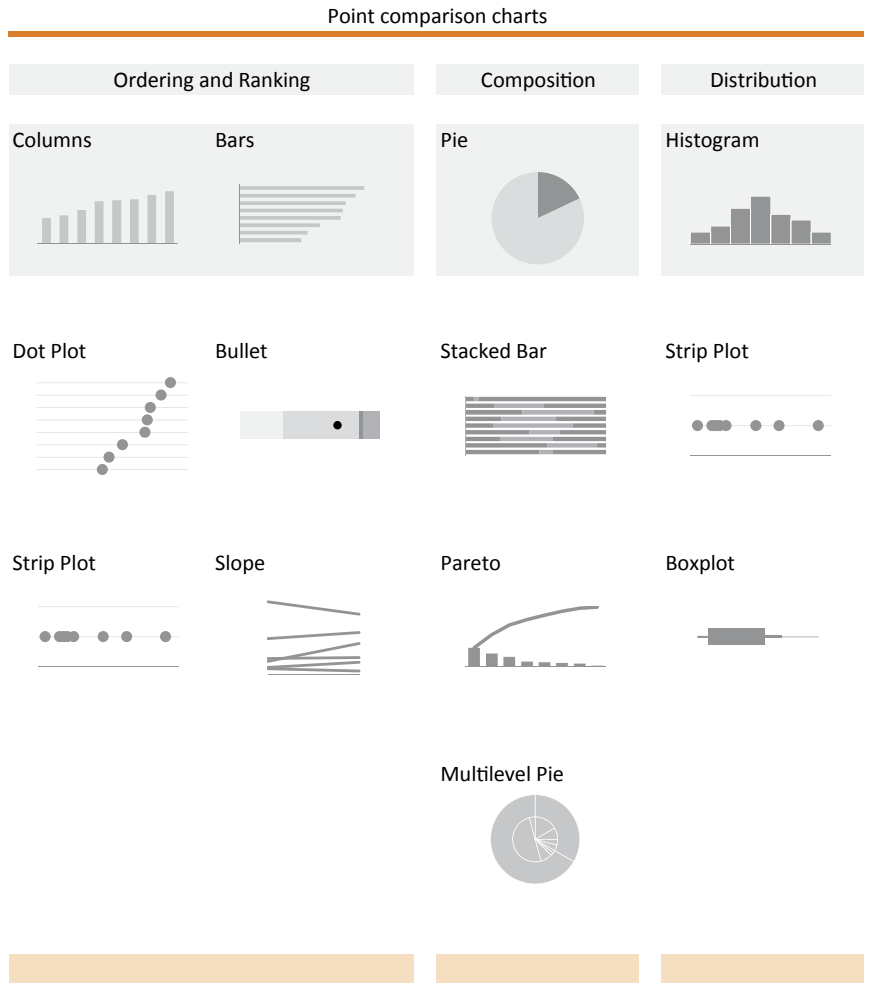 Point comparison charts
Ordering and Ranking
Composition
Distribution
Columns
Bars
Pie
Histogram
Dot Plot
Bullet
Stacked Bar
Strip Plot
Strip Plot
Slope
Pareto
Boxplot
Multilevel Pie